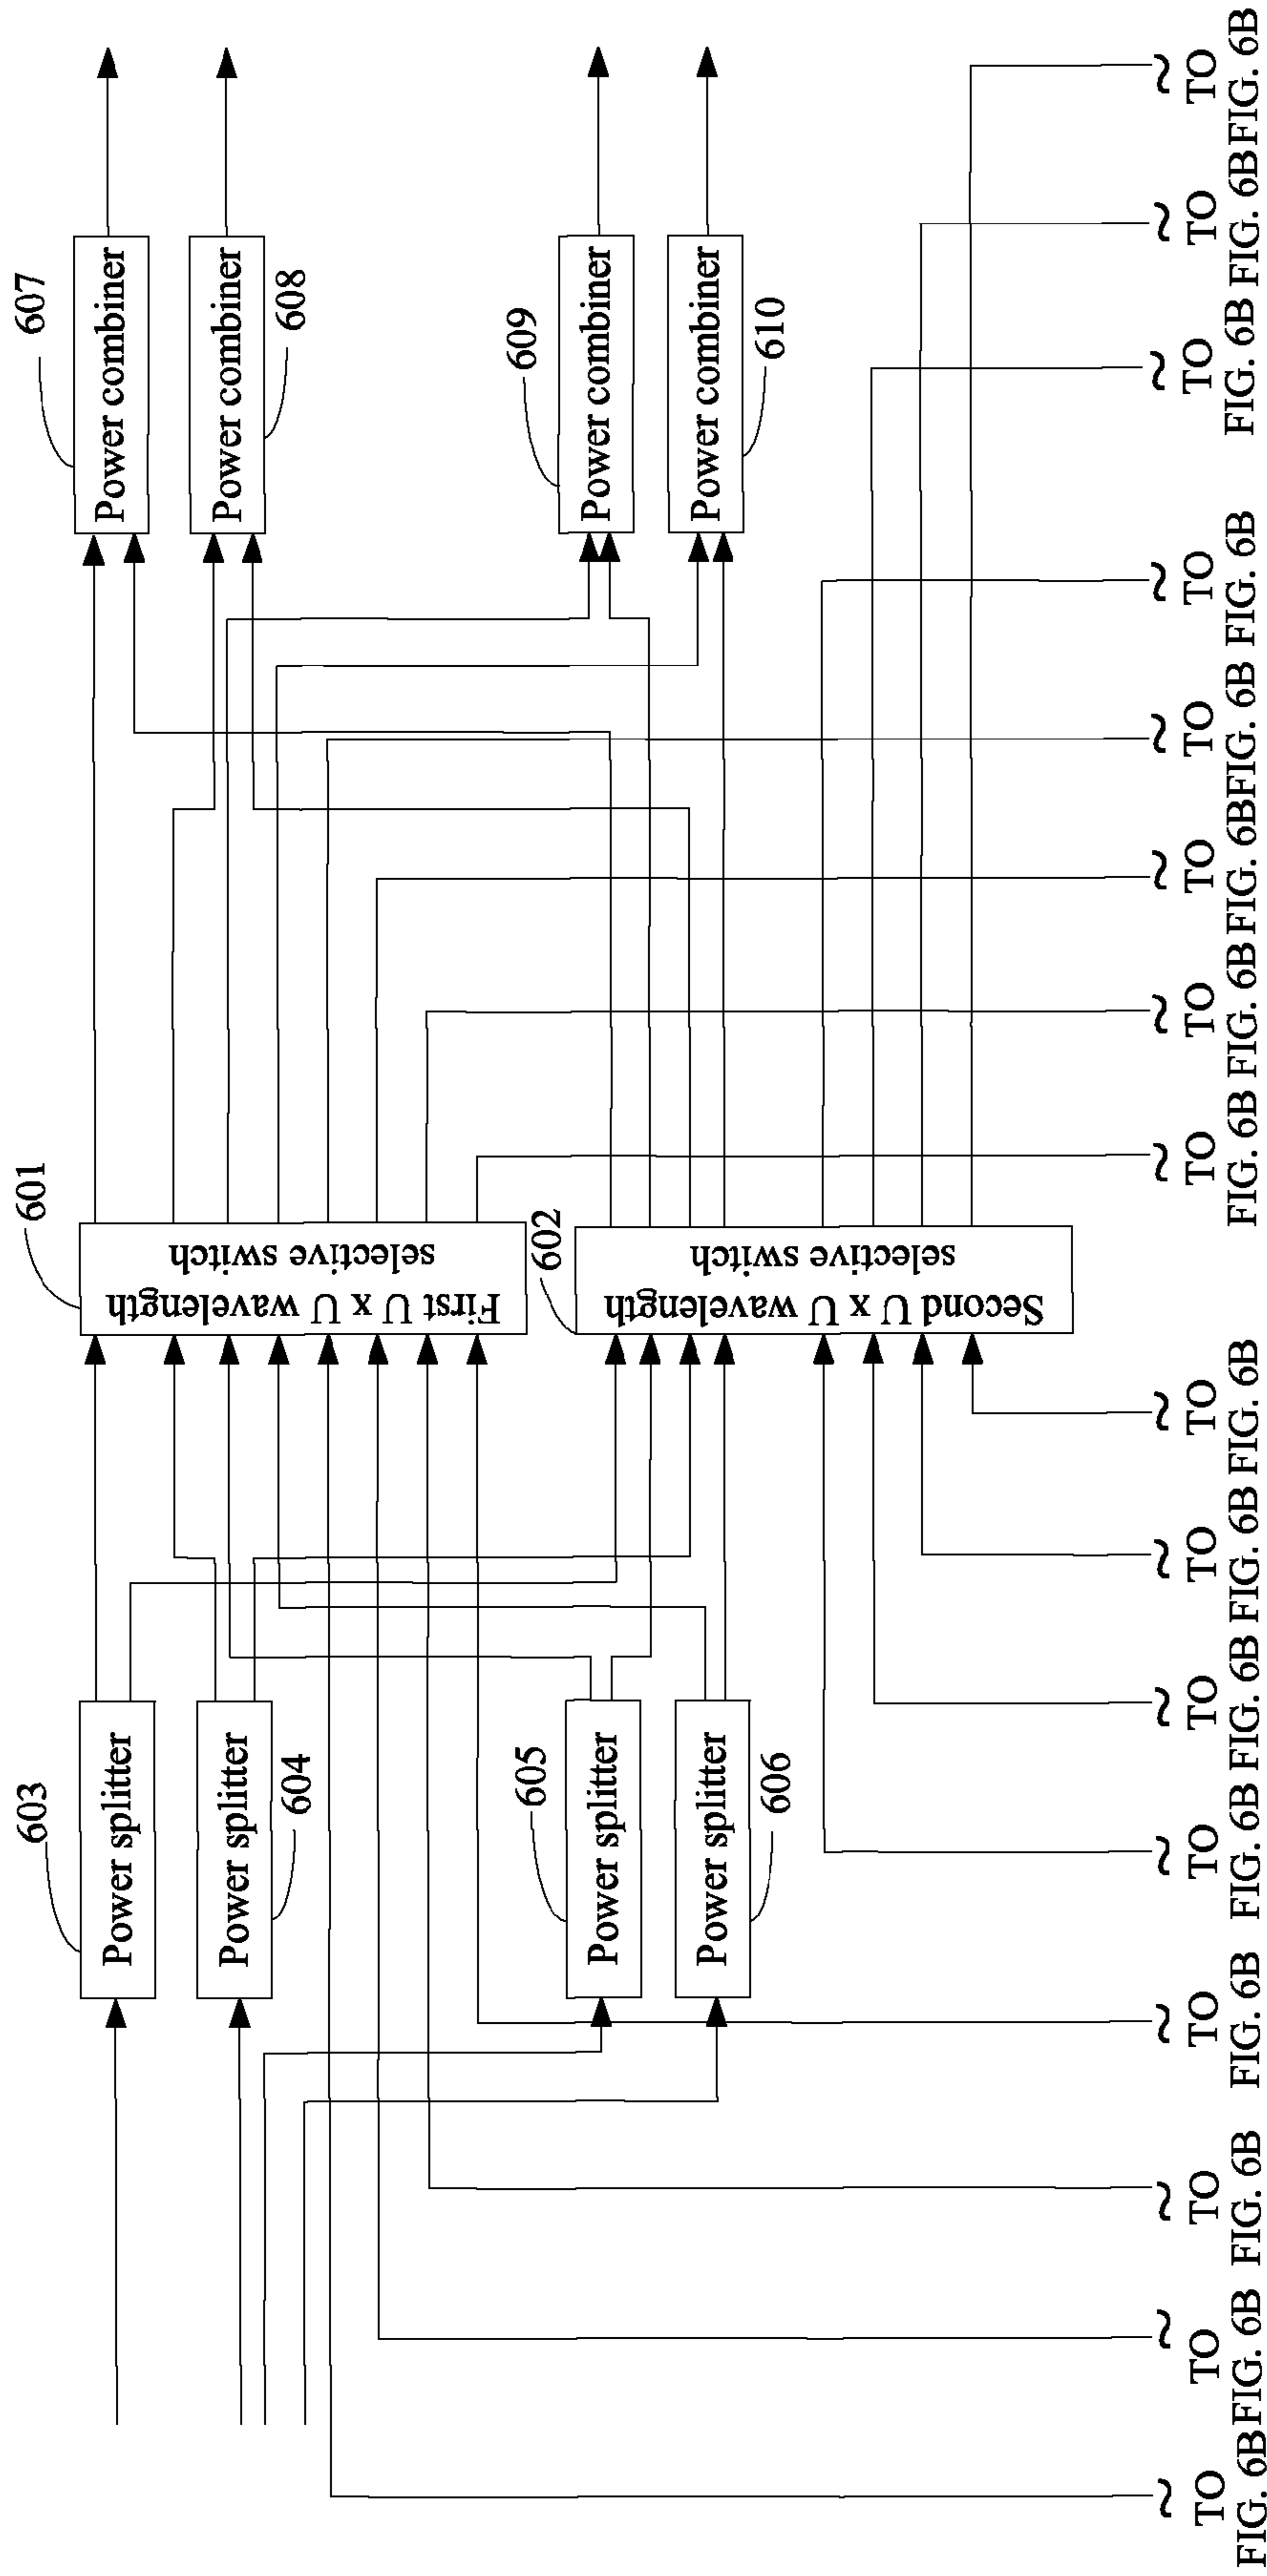 603
Power splitter
Power splitter
604
605
Power splitter
Power splitter
606
601
First U x U wavelength
selective switch
602
Second U x U wavelength
selective switch
607
Power combiner
Power combiner
608
609
Power combiner
Power combiner
610
TO
FIG. 6B
TO
FIG. 6B
TO
FIG. 6B
TO
FIG. 6B
TO
FIG. 6B
TO
FIG. 6B
TO
FIG. 6B
TO
FIG. 6B
TO
FIG. 6B
TO
FIG. 6B
TO
FIG. 6B
TO
FIG. 6B
TO
FIG. 6B
TO
FIG. 6B
TO
FIG. 6B
TO
FIG. 6B